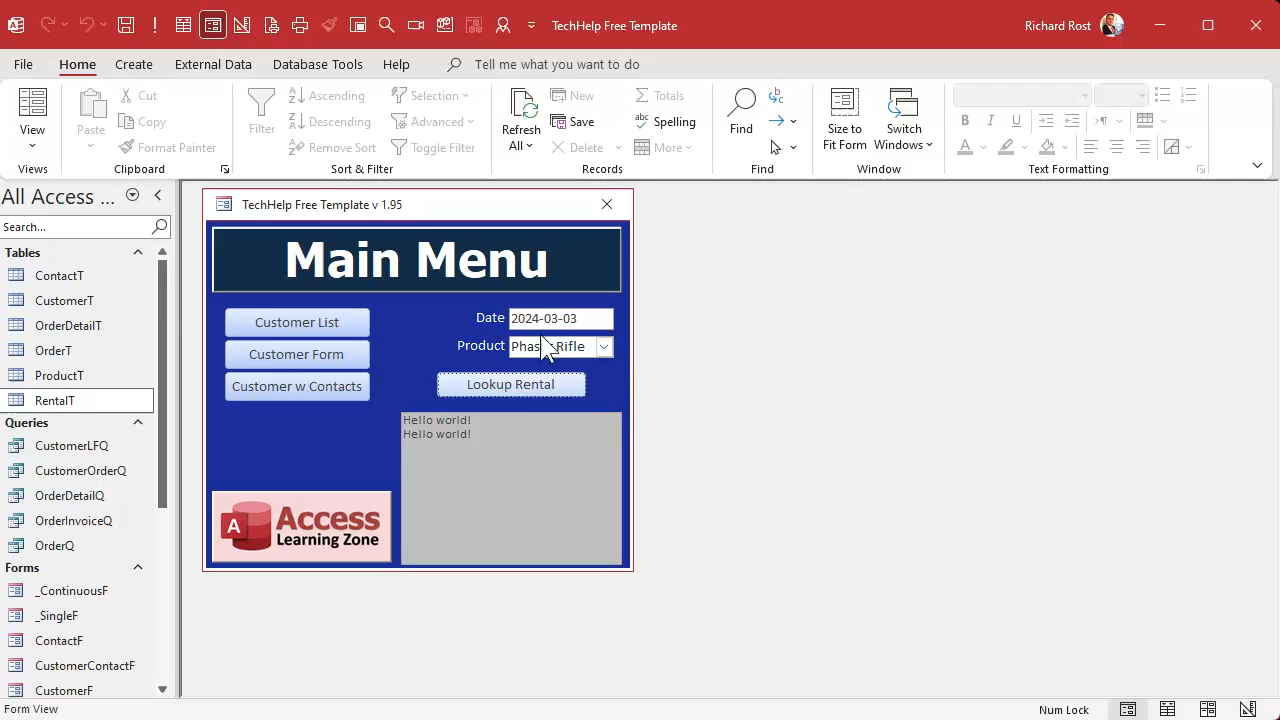 TechHelp Free Template
Richard Rost
File
Home
Create
External Data
Database Tools
Help
Tell me what you want to do
View
Views
Paste
Cut
Copy
Format Painter
Clipboard
Filter
Ascending
Descending
Remove Sort
Selection
Advanced
Toggle Filter
Sort & Filter
Refresh
All
New
Save
Delete
Totals
Spelling
More
Records
Find
Find
Size to
Fit Form
Switch
Windows
Window
B I U
Text Formatting
All Access ...
Search...
Tables
ContactT
CustomerT
OrderDetailT
OrderT
ProductT
RentalT
Queries
CustomerLFQ
CustomerOrderQ
OrderDetailQ
OrderInvoiceQ
OrderQ
Forms
_ContinuousF
_SingleF
ContactF
CustomerContactF
CustomerF
TechHelp Free Template v 1.95
Main Menu
Customer List
Customer Form
Customer w Contacts
Date 2024-03-03
Product Rifle
Lookup Rental
Hello world!
Hello world!
A Access
Learning Zone
Form View
Num Lock